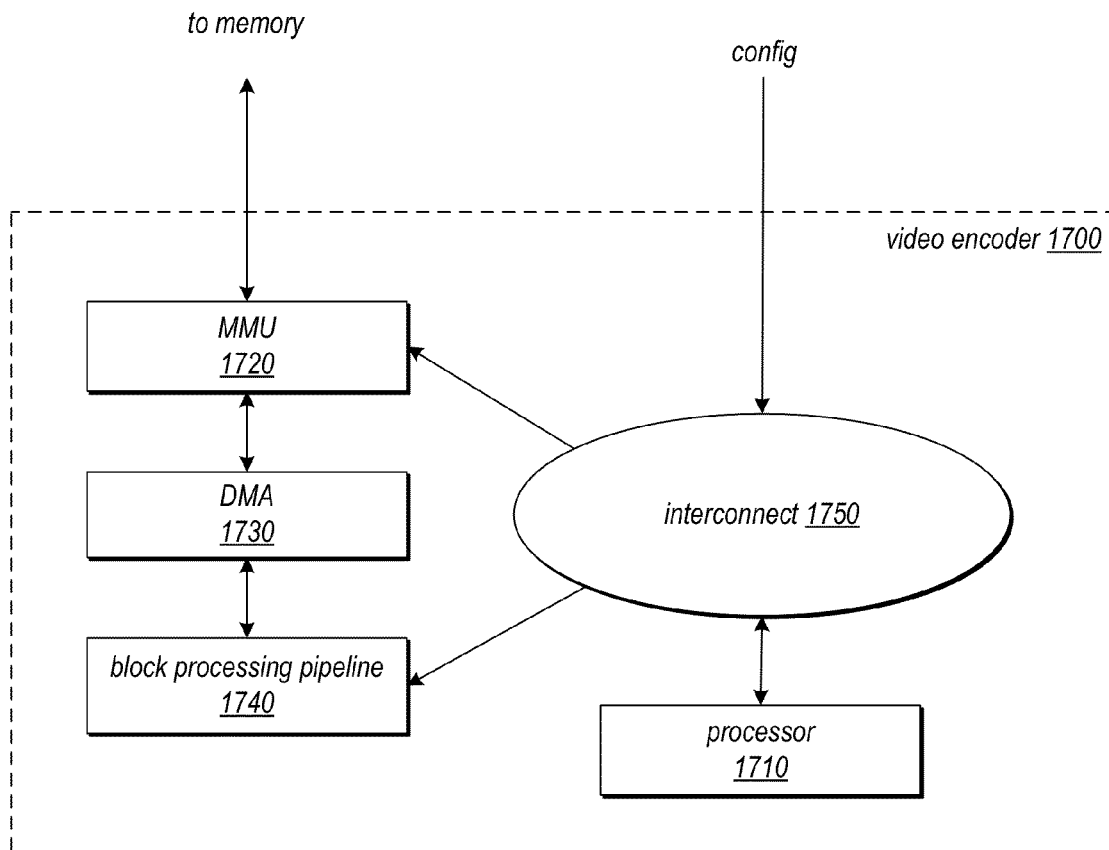 to memory
config
video encoder 1700
MMU
1720
DMA
1730
interconnect 1750
block processing pipeline
1740
processor
1710